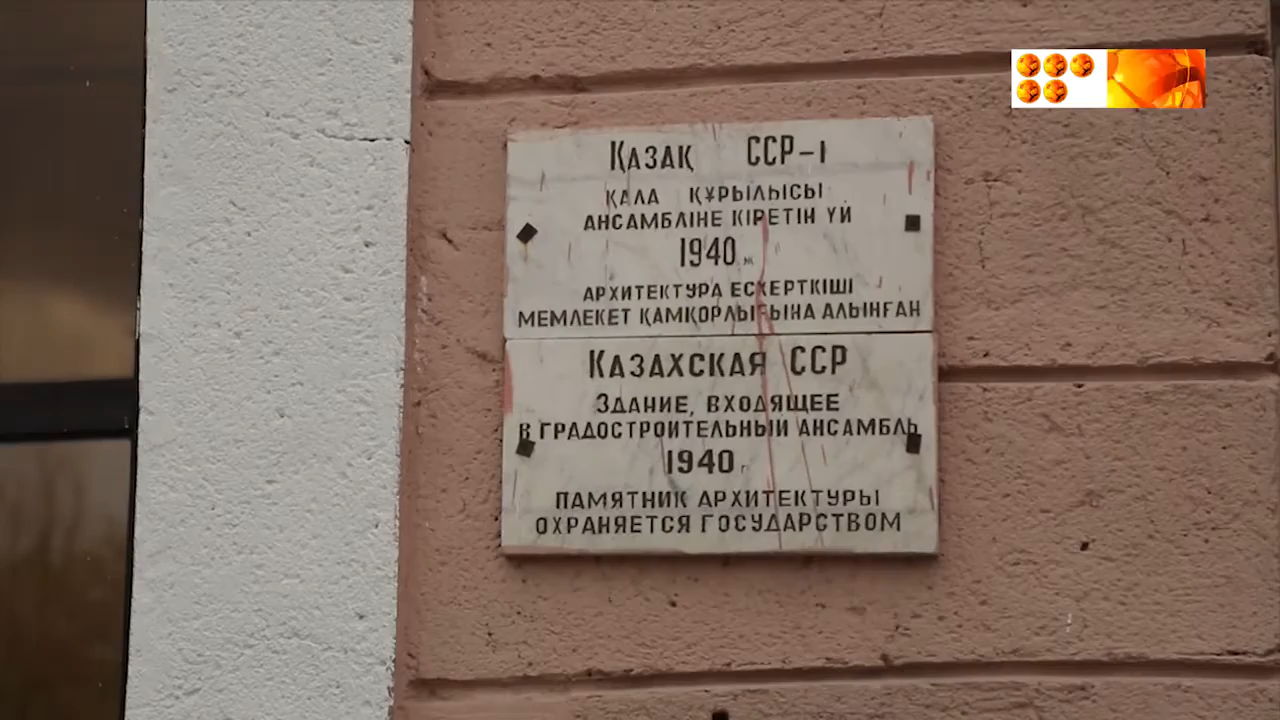 Қазақ ССР-і
қала құрылысы
ансамбліне кіретін үй
1940 ж
архитектура ескерткіші
мемлекет қамқорлығына алынған
Казахская ССР
Здание, входящее
в градостроительный ансамбль
1940 г
памятник архитектуры
охраняется государством